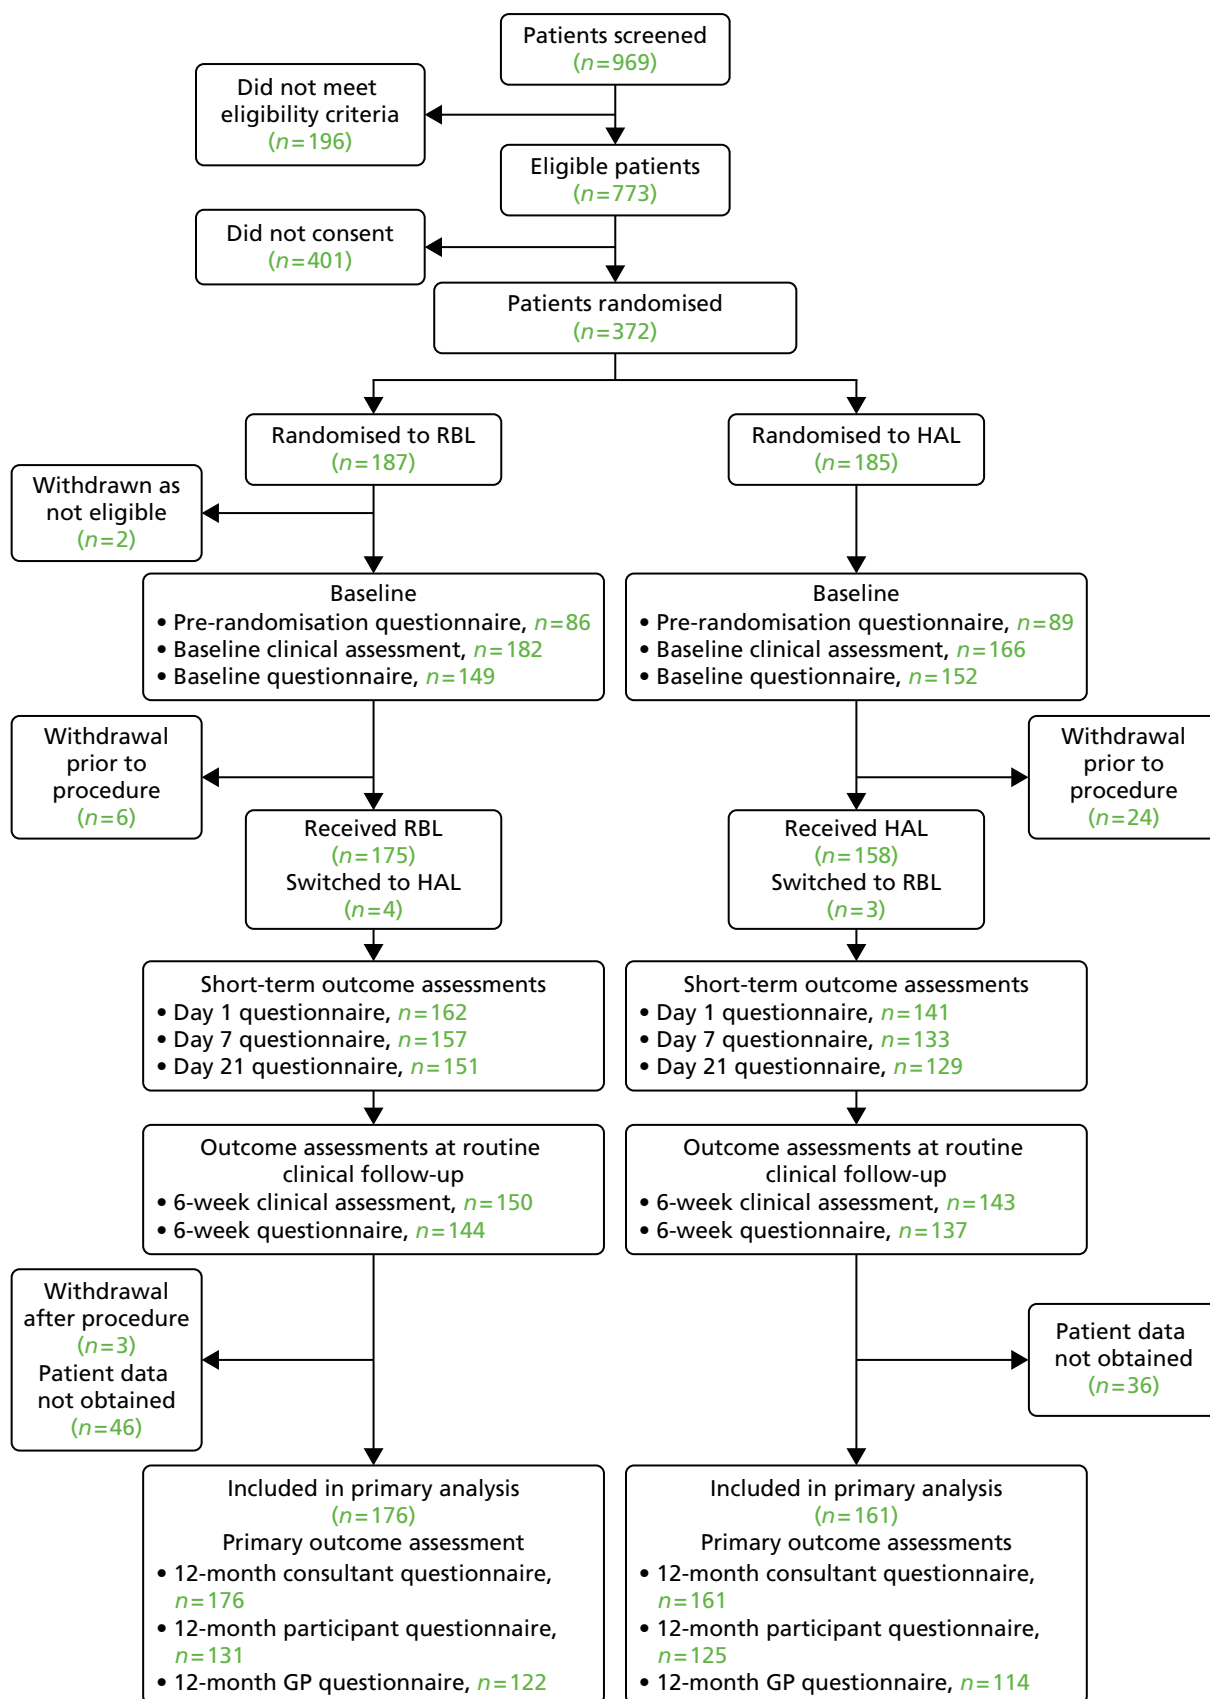 Patients screened
(n=969)
Did not meet
eligibility criteria
(n=196)
Eligible patients
(n=773)
Did not consent
(n=401)
Patients randomised
(n=372)
Randomised to RBL
(n=187)
Randomised to HAL
(n=185)
Withdrawn as
not eligible
(n=2)
Baseline
• Pre-randomisation questionnaire, n=86
• Baseline clinical assessment, n=182
• Baseline questionnaire, n=149
Baseline
• Pre-randomisation questionnaire, n=89
• Baseline clinical assessment, n=166
• Baseline questionnaire, n=152
Withdrawal
prior to
procedure
(n=6)
Withdrawal
prior to
procedure
(n=24)
Received RBL
(n=175)
Switched to HAL
(n=4)
Received HAL
(n=158)
Switched to RBL
(n=3)
Short-term outcome assessments
• Day 1 questionnaire, n=162
• Day 7 questionnaire, n=157
• Day 21 questionnaire, n=151
Short-term outcome assessments
• Day 1 questionnaire, n=141
• Day 7 questionnaire, n=133
• Day 21 questionnaire, n=129
Outcome assessments at routine
clinical follow-up
• 6-week clinical assessment, n=150
• 6-week questionnaire, n=144
Outcome assessments at routine
clinical follow-up
• 6-week clinical assessment, n=143
• 6-week questionnaire, n=137
Withdrawal
after procedure
(n=3)
Patient data
not obtained
(n=46)
Patient data
not obtained
(n=36)
Included in primary analysis
(n=176)
Primary outcome assessment
• 12-month consultant questionnaire,
n=176
• 12-month participant questionnaire,
n=131
• 12-month GP questionnaire, n=122
Included in primary analysis
(n=161)
Primary outcome assessments
• 12-month consultant questionnaire,
n=161
• 12-month participant questionnaire,
n=125
• 12-month GP questionnaire, n=114